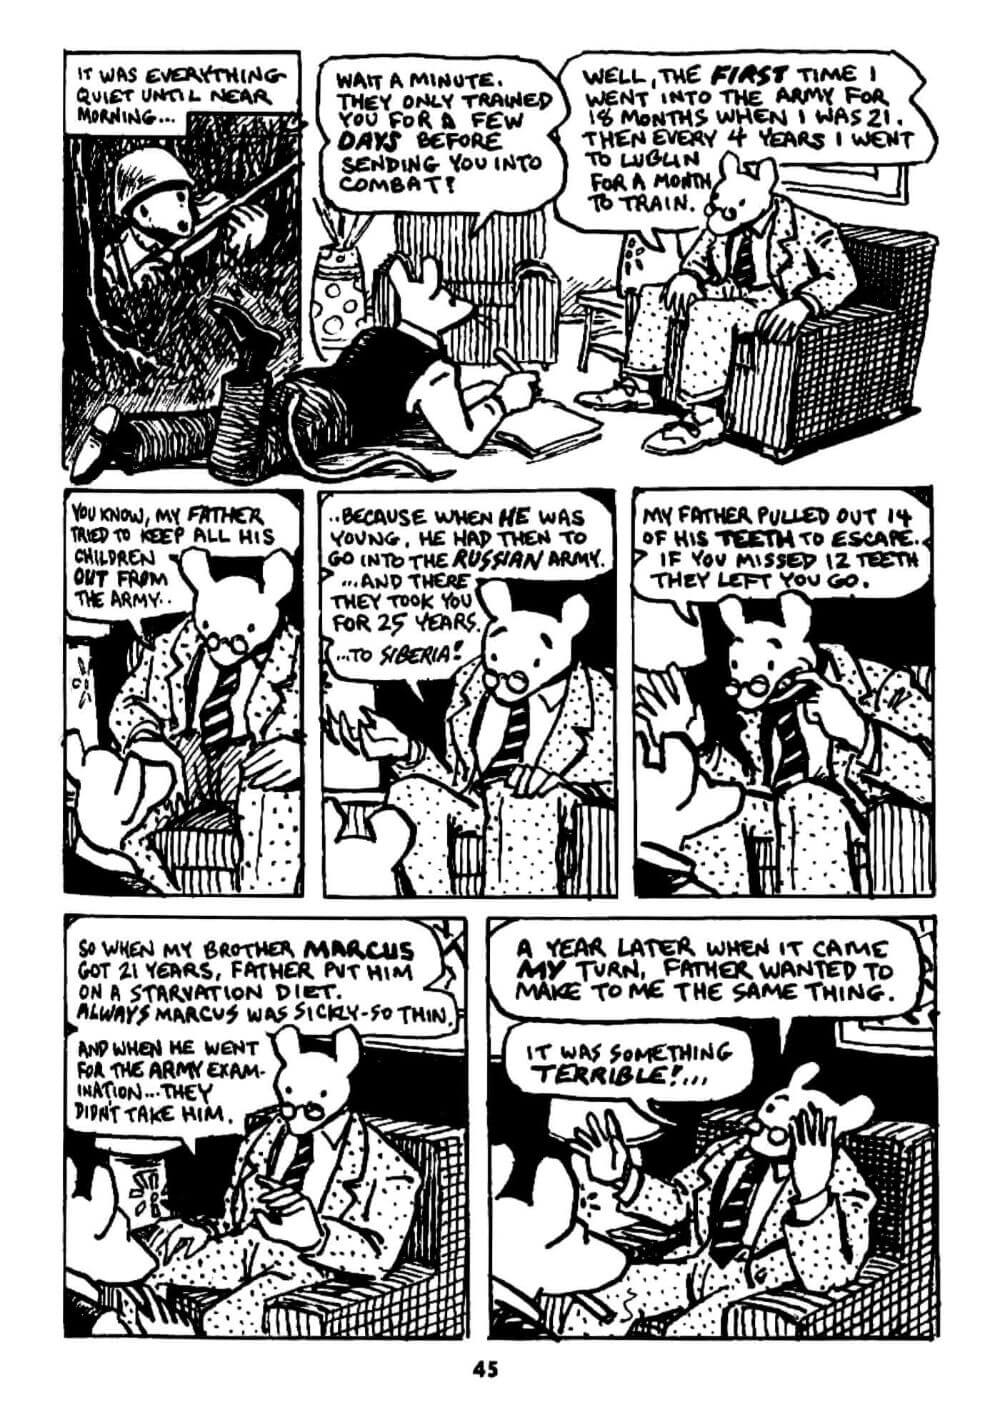 IT WAS EVERYTHING
QUIET UNTIL NEAR
MORNING...
WAIT A MINUTE.
THEY ONLY TRAINED
YOU FOR A FEW
DAYS BEFORE
SENDING YOU INTO
COMBAT?
WELL, THE FIRST TIME I
WENT INTO THE ARMY FOR
18 MONTHS WHEN I WAS 21.
THEN EVERY 4 YEARS I WENT
TO LUBLIN
FOR A MONTH
TO TRAIN.
YOU KNOW, MY FATHER
TRIED TO KEEP ALL HIS
CHILDREN
OUT FROM
THE ARMY..
..BECAUSE WHEN HE WAS
YOUNG, HE HAD THEN TO
GO INTO THE RUSSIAN ARMY.
...AND THERE
THEY TOOK YOU
FOR 25 YEARS.
...TO SIBERIA!
MY FATHER PULLED OUT 14
OF HIS TEETH TO ESCAPE.
IF YOU MISSED 12 TEETH
THEY LEFT YOU GO.
SO WHEN MY BROTHER MARCUS
GOT 21 YEARS, FATHER PUT HIM
ON A STARVATION DIET.
ALWAYS MARCUS WAS SICKLY-SO THIN.
AND WHEN HE WENT
FOR THE ARMY EXAM-
INATION...THEY
DIDN'T TAKE HIM.
A YEAR LATER WHEN IT CAME
MY TURN, FATHER WANTED TO
MAKE TO ME THE SAME THING.
IT WAS SOMETHING
TERRIBLE!...
45